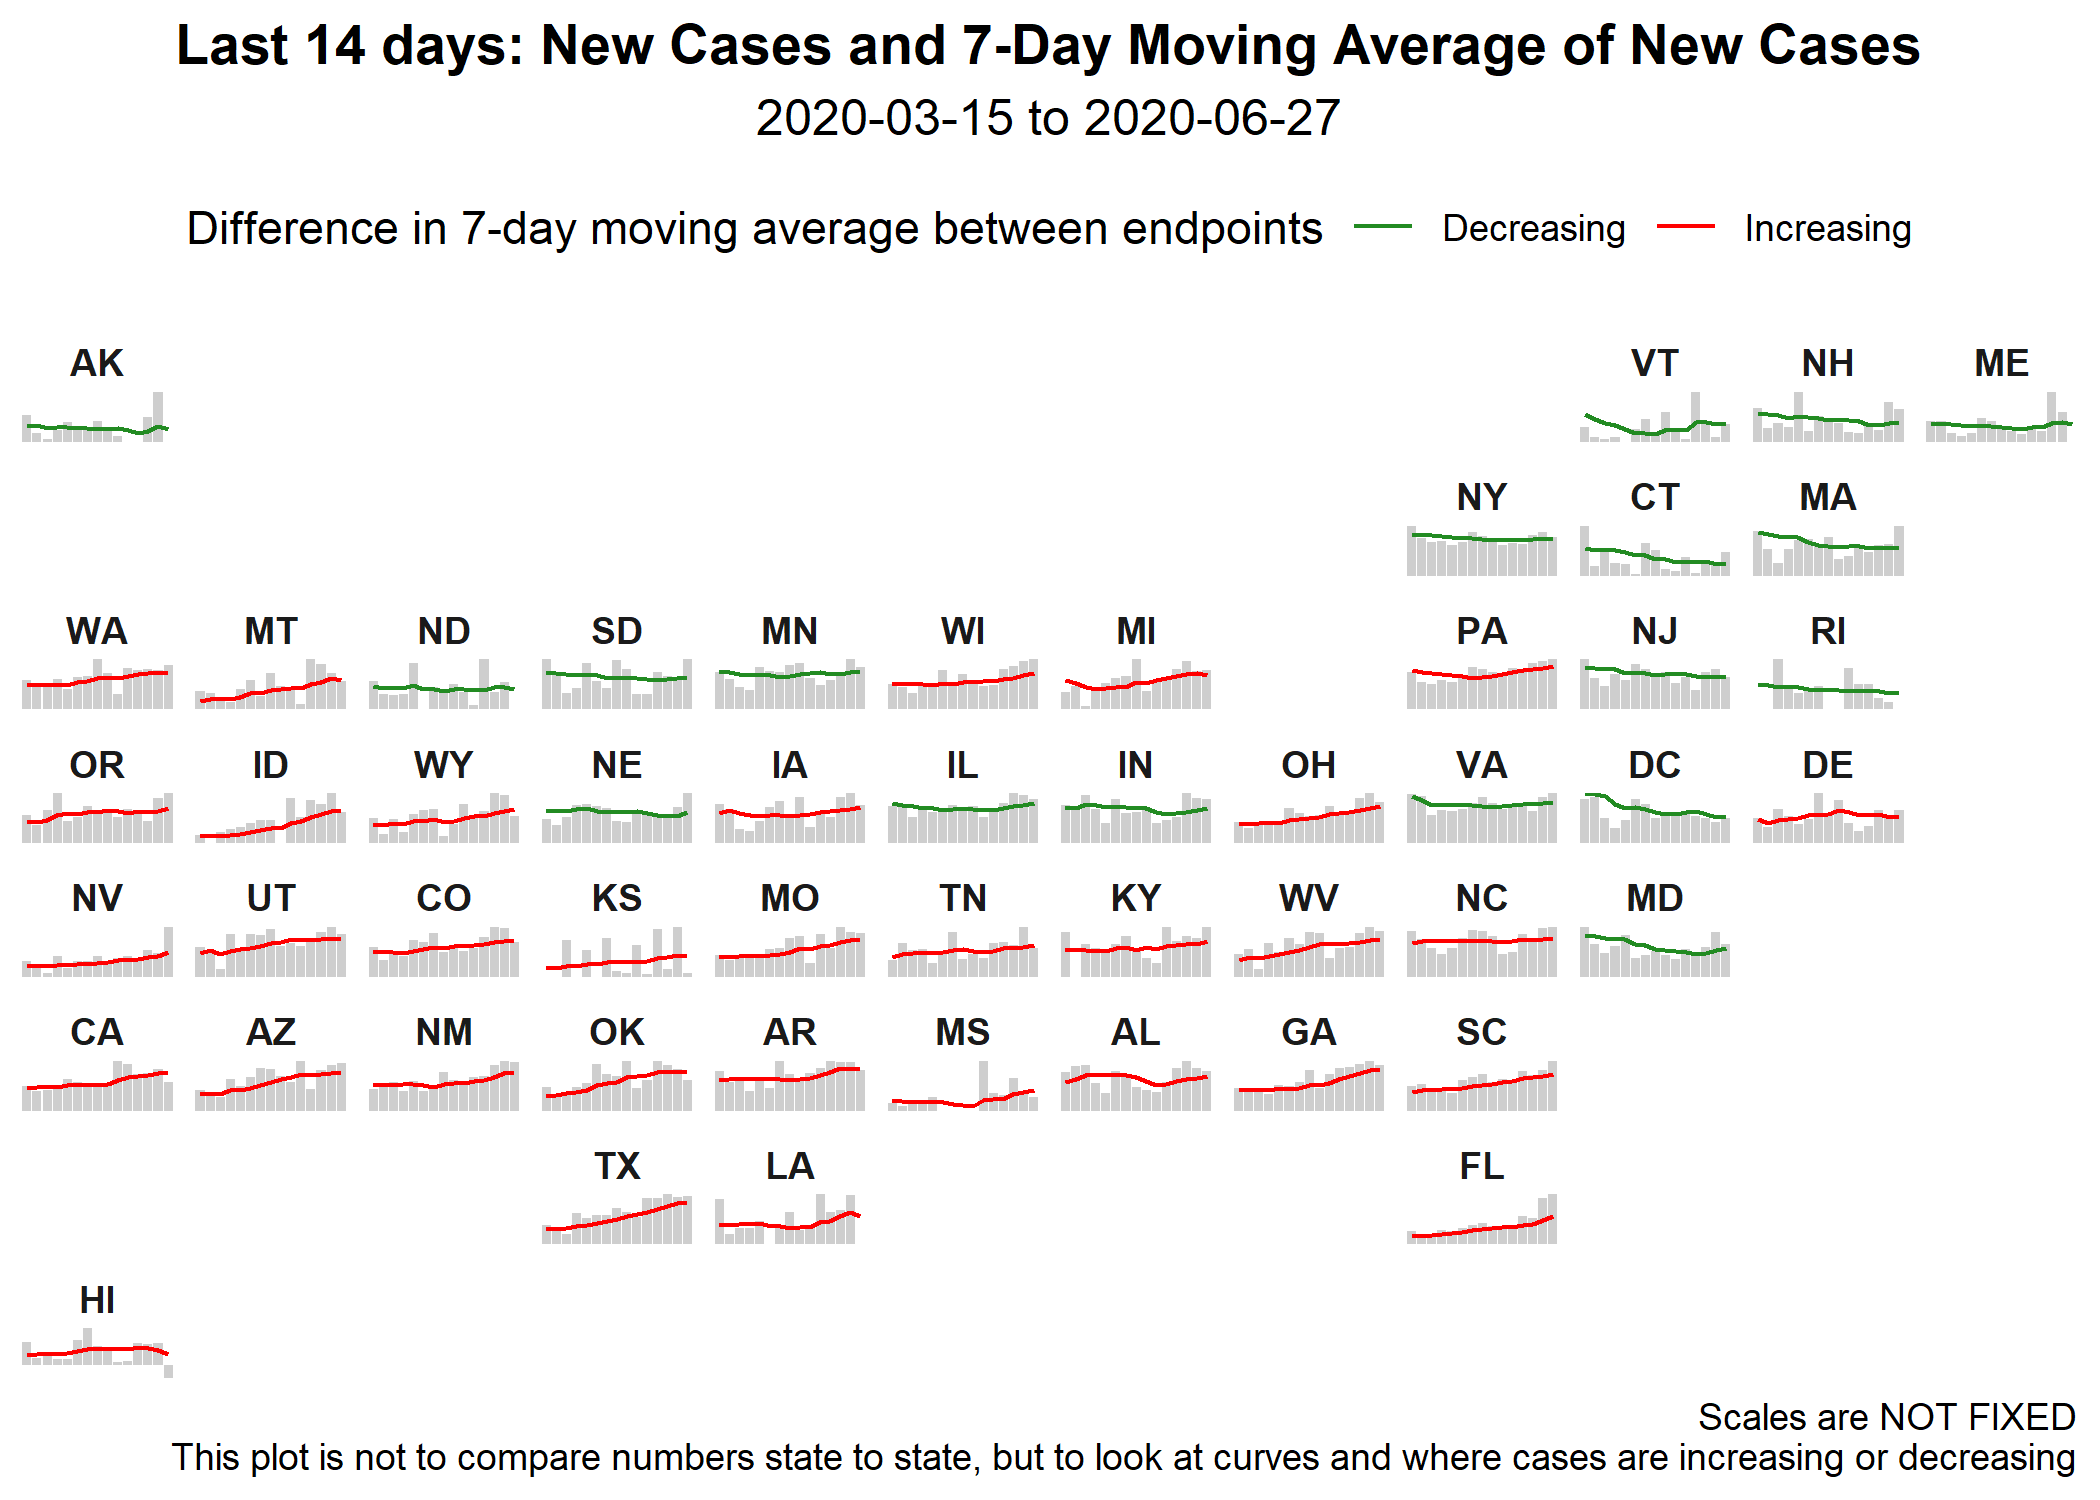 Last 14 days: New Cases and 7-Day Moving Average of New Cases
2020-03-15 to 2020-06-27
Difference in 7-day moving average between endpoints Decreasing Increasing
AK VT NH ME
NY CT MA
WA MT ND SD MN WI MI PA NJ RI
OR ID WY NE IA IL IN OH VA DC DE
NV UT CO KS MO TN KY WV NC MD
CA AZ NM OK AR MS AL GA SC
TX LA FL
HI
Scales are NOT FIXED
This plot is not to compare numbers state to state, but to look at curves and where cases are increasing or decreasing